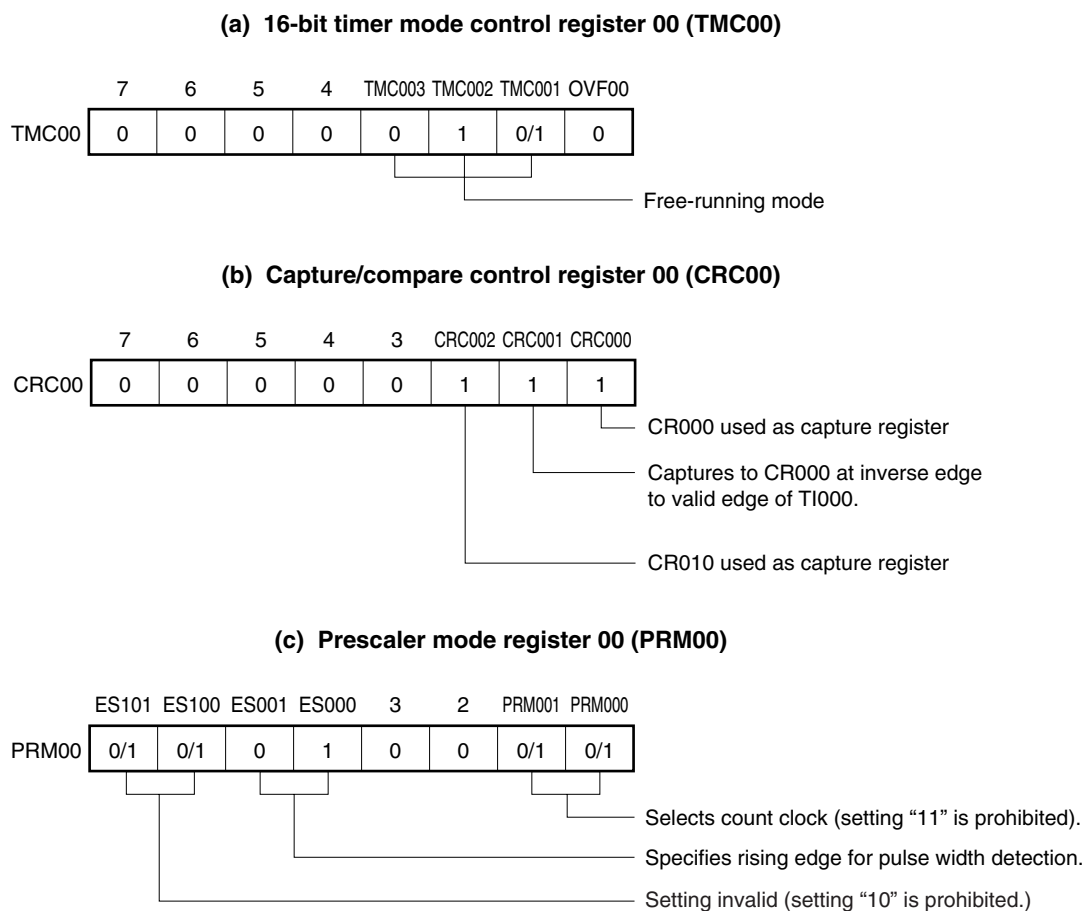 (a) 16-bit timer mode control register 00 (TMC00)
7 6 5 4 TMC003 TMC002 TMC001 OVF00
TMC00 0 0 0 0 0 1 0/1 0
Free-running mode
(b) Capture/compare control register 00 (CRC00)
7 6 5 4 3 CRC002 CRC001 CRC000
CRC00 0 0 0 0 0 1 1 1
CR000 used as capture register
Captures to CR000 at inverse edge
to valid edge of TI000.
CR010 used as capture register
(c) Prescaler mode register 00 (PRM00)
ES101 ES100 ES001 ES000 3 2 PRM001 PRM000
PRM00 0/1 0/1 0 1 0 0 0/1 0/1
Selects count clock (setting “11” is prohibited).
Specifies rising edge for pulse width detection.
Setting invalid (setting “10” is prohibited.)